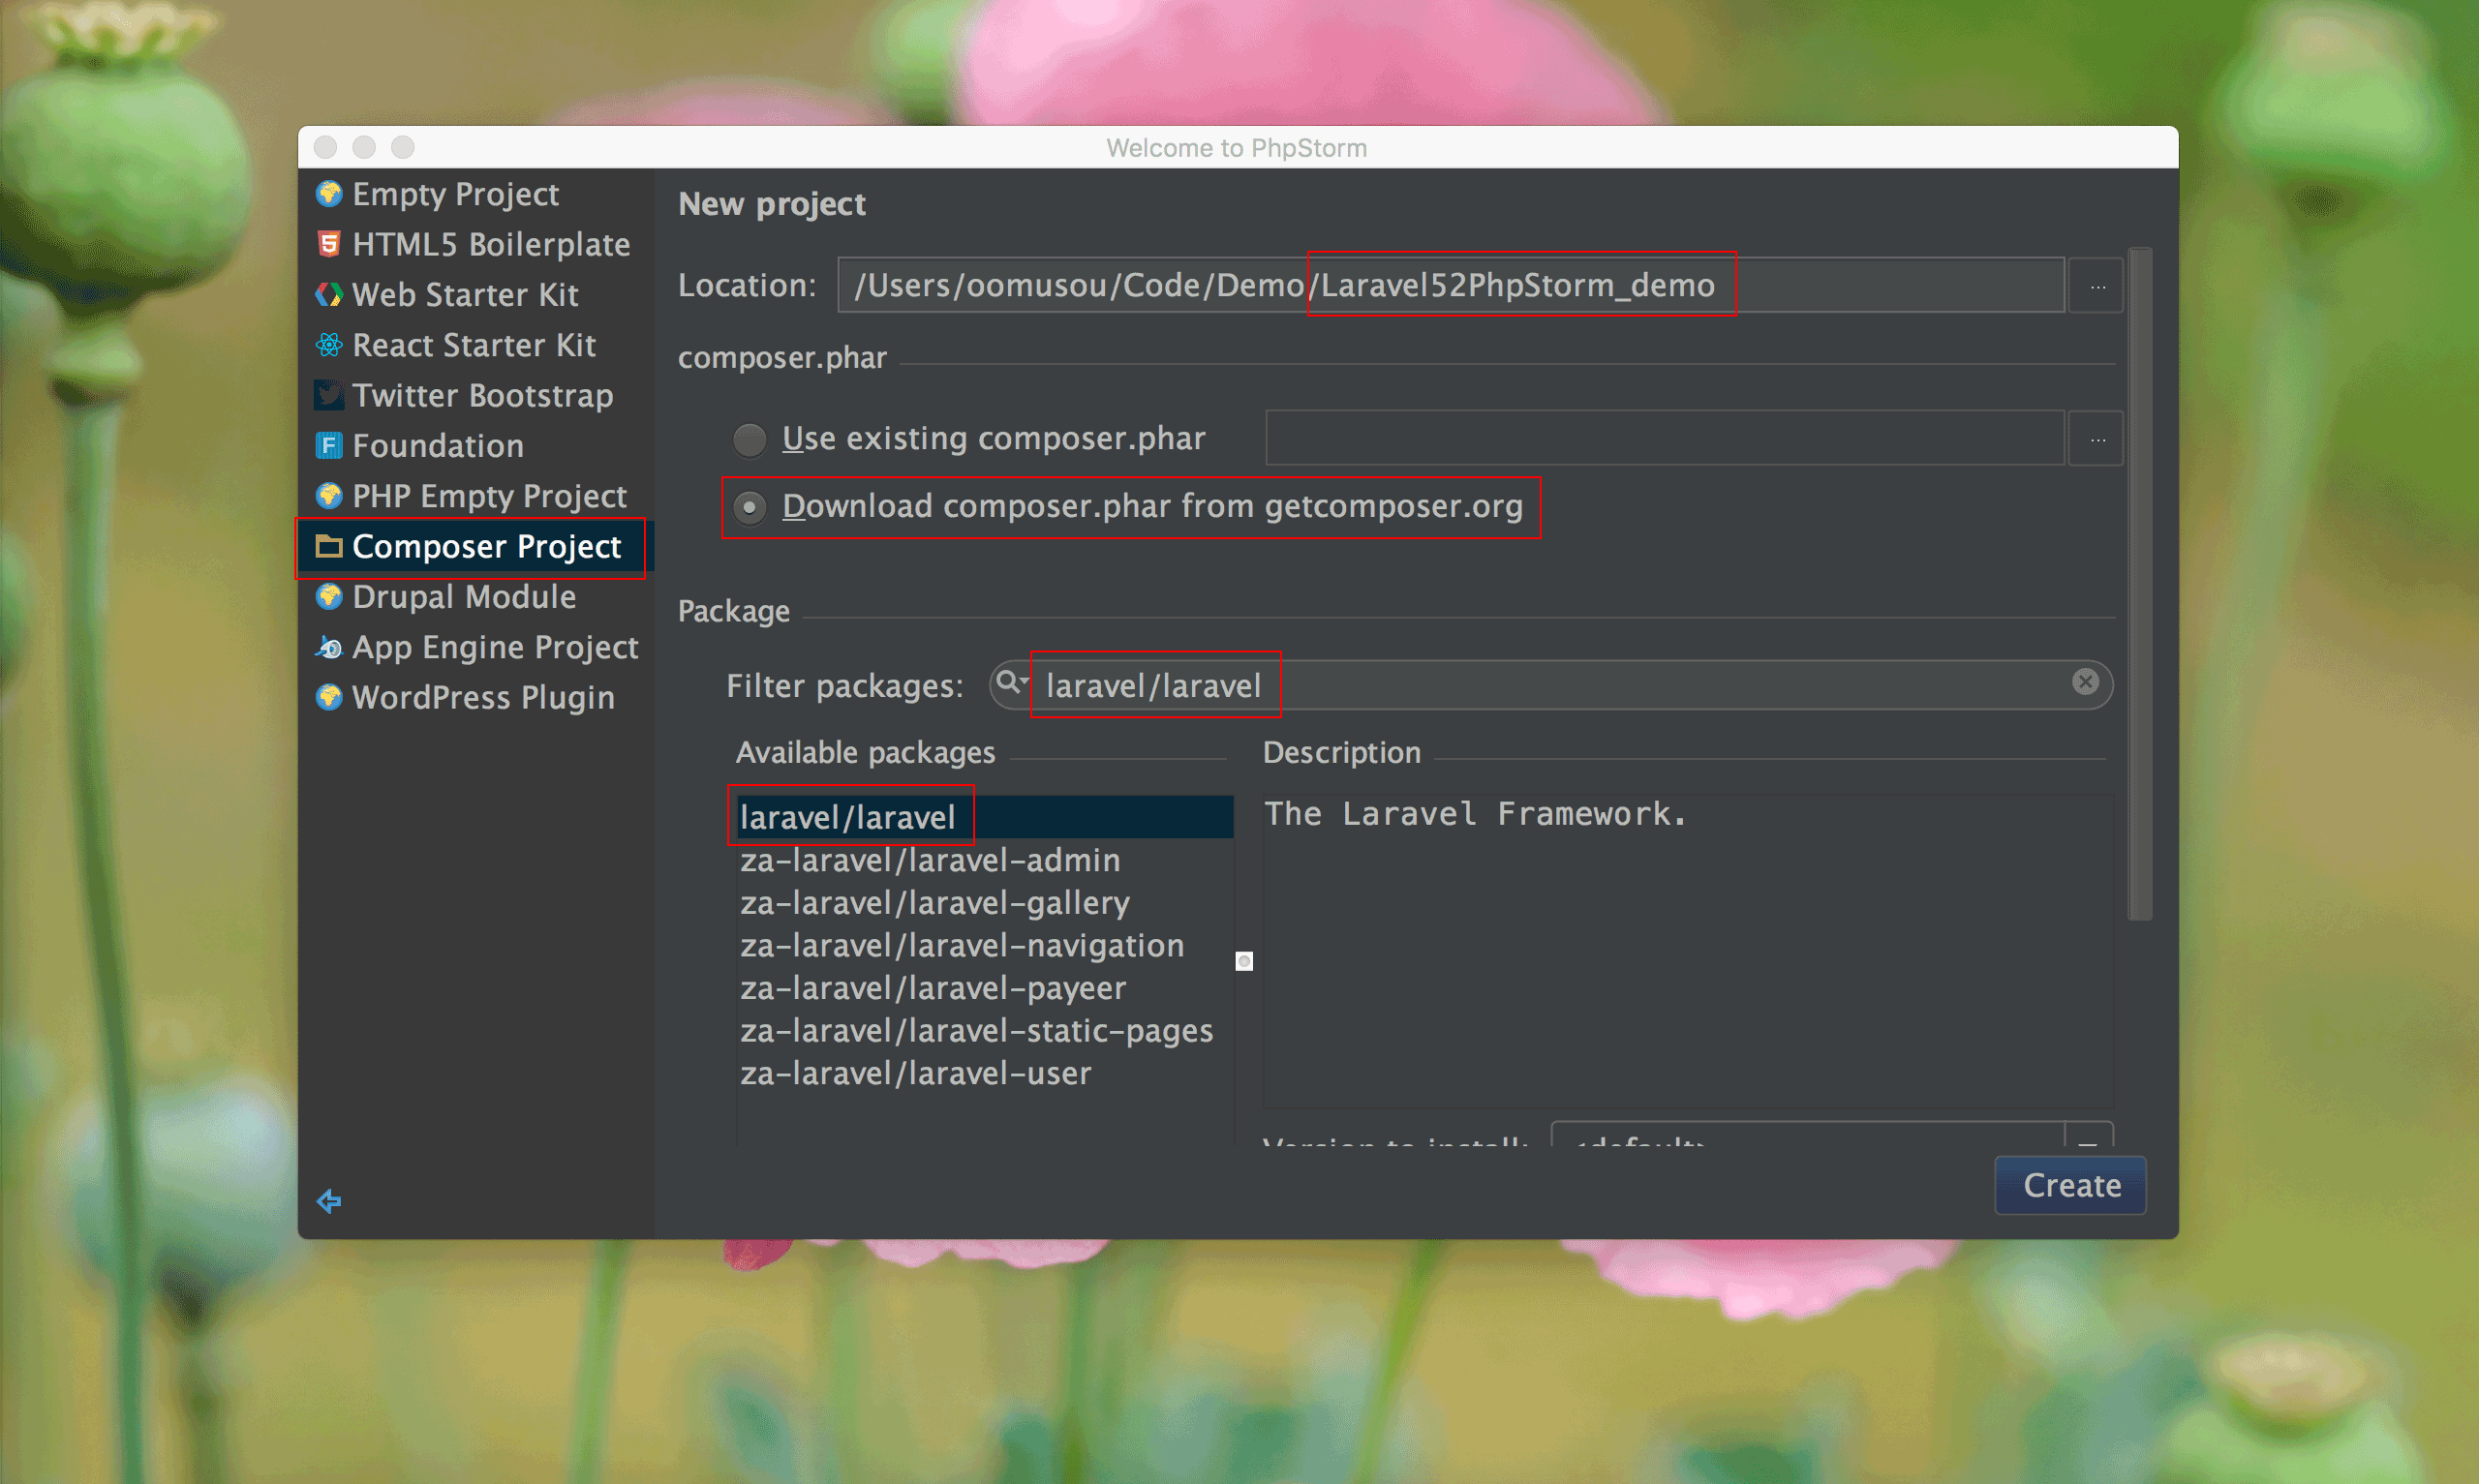 Welcome to PhpStorm
Empty Project
HTML5 Boilerplate
Web Starter Kit
React Starter Kit
Twitter Bootstrap
Foundation
PHP Empty Project
Composer Project
Drupal Module
App Engine Project
WordPress Plugin
New project
Location: /Users/oomusou/Code/Demo/Laravel52PhpStorm_demo ...
composer.phar
Use existing composer.phar ...
Download composer.phar from getcomposer.org
Package
Filter packages: laravel/laravel
Available packages
laravel/laravel
za-laravel/laravel-admin
za-laravel/laravel-gallery
za-laravel/laravel-navigation
za-laravel/laravel-payeer
za-laravel/laravel-static-pages
za-laravel/laravel-user
Description
The Laravel Framework.
Version to install: <default>
Create